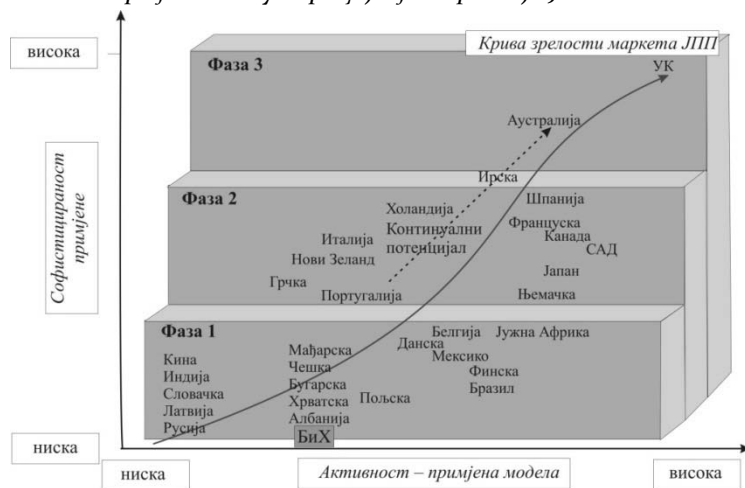 висока
Фаза 3
Крива зрелости маркета ЈПП
УК
Аустралија
Софистицираност примјене
Ирска
Фаза 2
Шпанија
Холандија
Француска
Континуални потенцијал
Канада
Италија
САД
Нови Зеланд
Јапан
Грчка
Португалија
Њемачка
Фаза 1
Белгија
Јужна Африка
Данска
Мађарска
Мексико
Кина
Чешка
Финска
Индија
Бугарска
Бразил
Словачка
Хрватска
Пољска
Латвија
Албанија
Русија
БиХ
ниска
ниска
Активност – примјена модела
висока